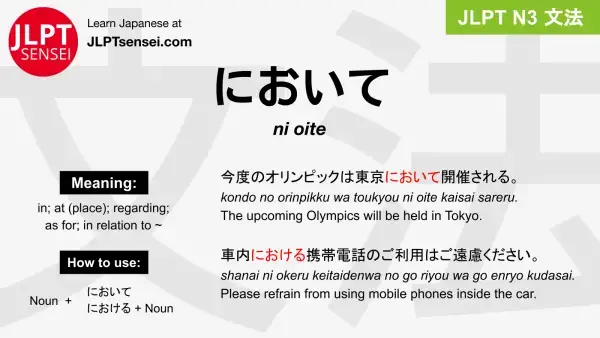 JLPT
SENSEI
Learn Japanese at
JLPTsensei.com
JLPT N3 文法
において
ni oite
Meaning:
in; at (place); regarding;
as for; in relation to ~
How to use:
Noun +
において
における + Noun
今度のオリンピックは東京において開催される。
kondo no orinpikku wa toukyou ni oite kaisai sareru.
The upcoming Olympics will be held in Tokyo.
車内における携帯電話のご利用はご遠慮ください。
shanai ni okeru keitaidenwa no go riyou wa go enryo kudasai.
Please refrain from using mobile phones inside the car.
文法